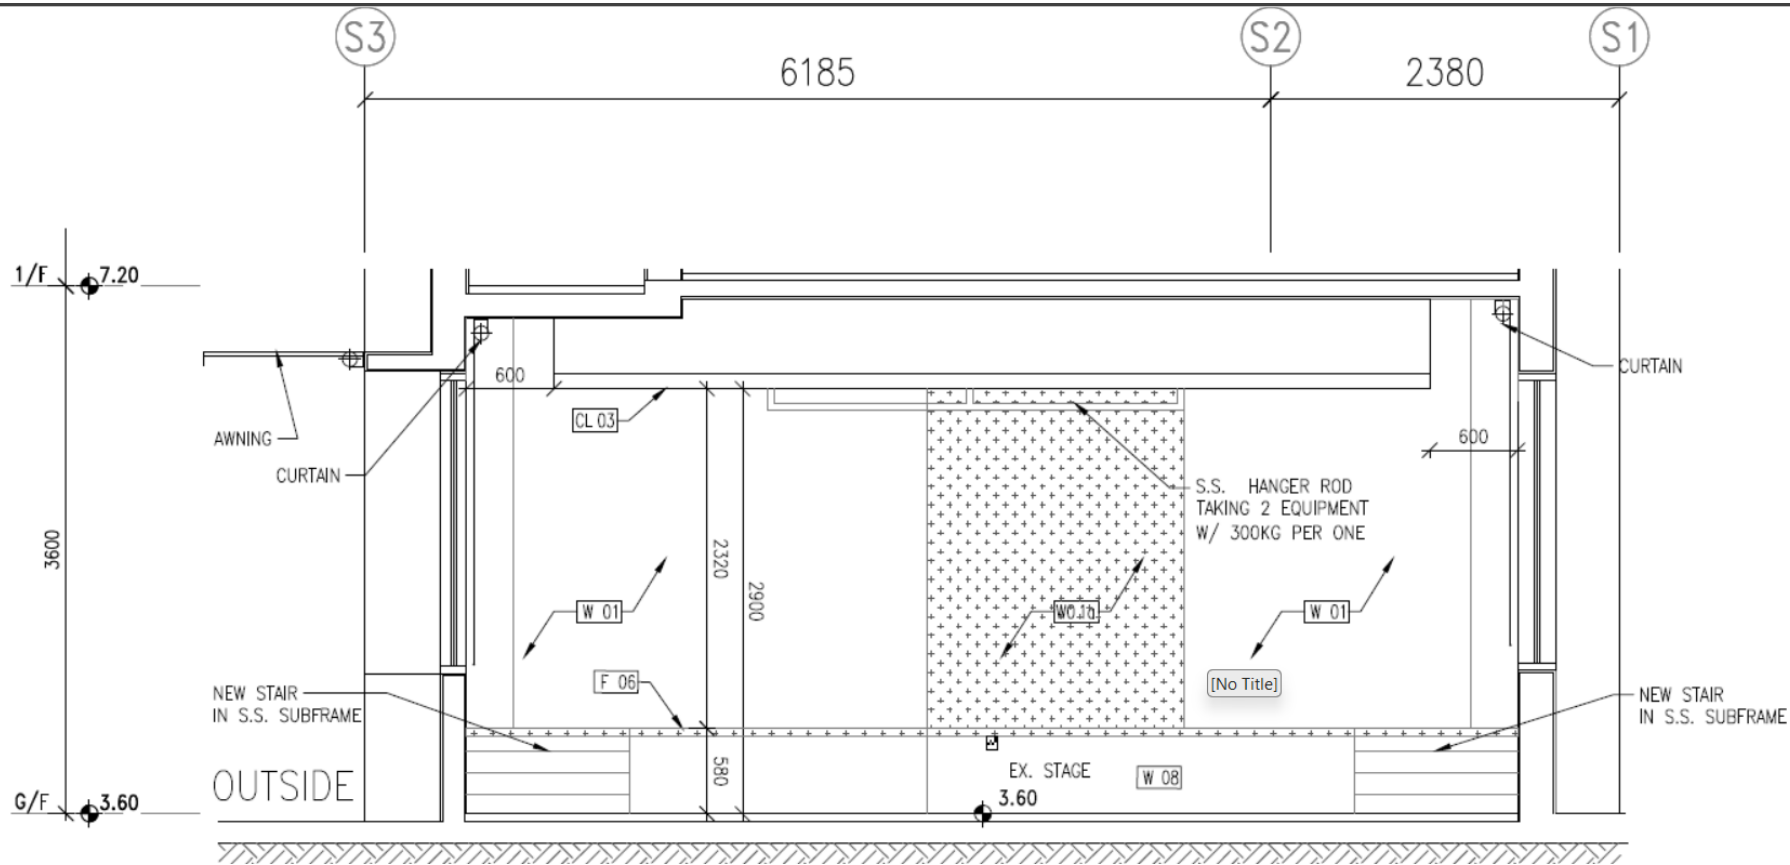 S3
S2
S1
6185
2380
1/F
7.20
600
CURTAIN
CL 03
AWNING
600
CURTAIN
S.S. HANGER ROD
TAKING 2 EQUIPMENT
W/ 300KG PER ONE
3600
2320
2900
W 01
W 01
F 06
[No Title]
NEW STAIR
IN S.S. SUBFRAME
NEW STAIR
IN S.S. SUBFRAME
580
EX. STAGE
W 08
OUTSIDE
G/F
3.60
3.60